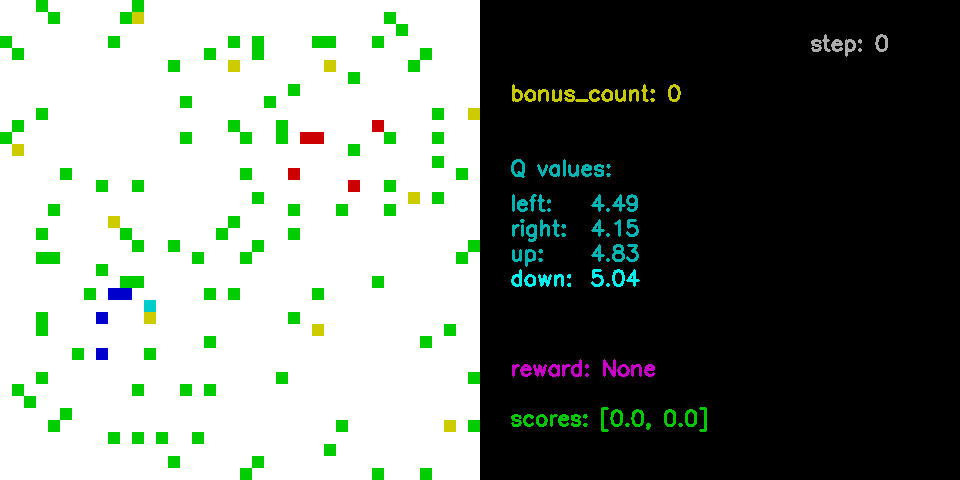 step: 0
bonus_count: 0
Q values:
left: 4.49
right: 4.15
up: 4.83
down: 5.04
reward: None
scores: [0.0, 0.0]